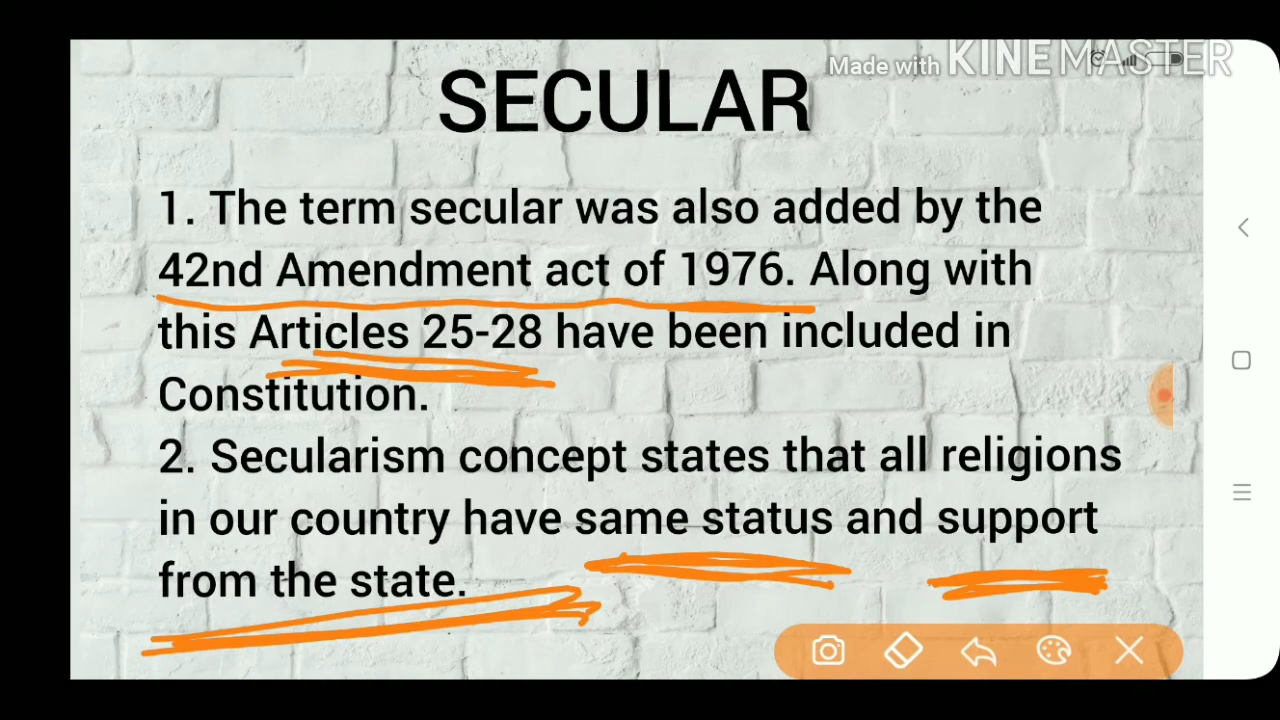 Made with KINEMASTER
SECULAR
1. The term secular was also added by the
42nd Amendment act of 1976. Along with
this Articles 25-28 have been included in
Constitution.
2. Secularism concept states that all religions
in our country have same status and support
from the state.